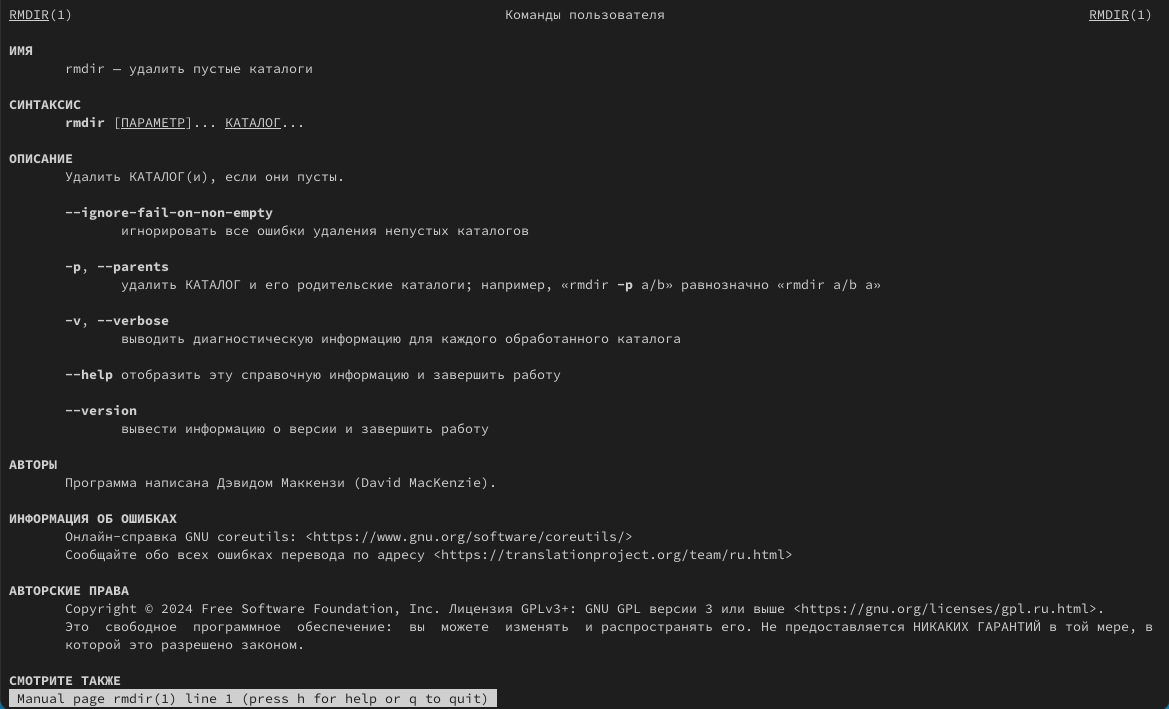 RMDIR(1) Команды пользователя RMDIR(1)
ИМЯ
rmdir — удалить пустые каталоги
СИНТАКСИС
rmdir [ПАРАМЕТР]... КАТАЛОГ...
ОПИСАНИЕ
Удалить КАТАЛОГ(и), если они пусты.
--ignore-fail-on-non-empty
игнорировать все ошибки удаления непустых каталогов
-p, --parents
удалить КАТАЛОГ и его родительские каталоги; например, «rmdir -p a/b» равнозначно «rmdir a/b a»
-v, --verbose
выводить диагностическую информацию для каждого обработанного каталога
--help отобразить эту справочную информацию и завершить работу
--version
вывести информацию о версии и завершить работу
АВТОРЫ
Программа написана Дэвидом Маккензи (David MacKenzie).
ИНФОРМАЦИЯ ОБ ОШИБКАХ
Онлайн-справка GNU coreutils: <https://www.gnu.org/software/coreutils/>
Сообщайте обо всех ошибках перевода по адресу <https://translationproject.org/team/ru.html>
АВТОРСКИЕ ПРАВА
Copyright © 2024 Free Software Foundation, Inc. Лицензия GPLv3+: GNU GPL версии 3 или выше <https://gnu.org/licenses/gpl.ru.html>.
Это свободное программное обеспечение: вы можете изменять и распространять его. Не предоставляется НИКАКИХ ГАРАНТИЙ в той мере, в
которой это разрешено законом.
СМОТРИТЕ ТАКЖЕ
Manual page rmdir(1) line 1 (press h for help or q to quit)